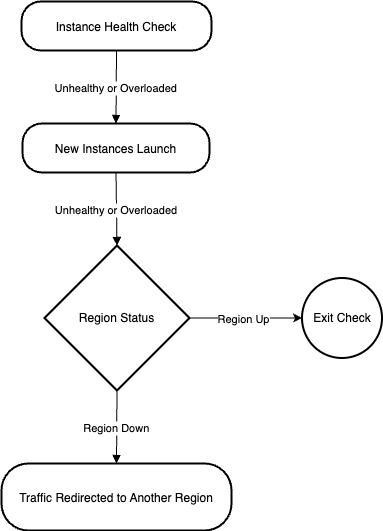 Instance Health Check
Unhealthy or Overloaded
New Instances Launch
Unhealthy or Overloaded
Region Status
Region Up
Exit Check
Region Down
Traffic Redirected to Another Region